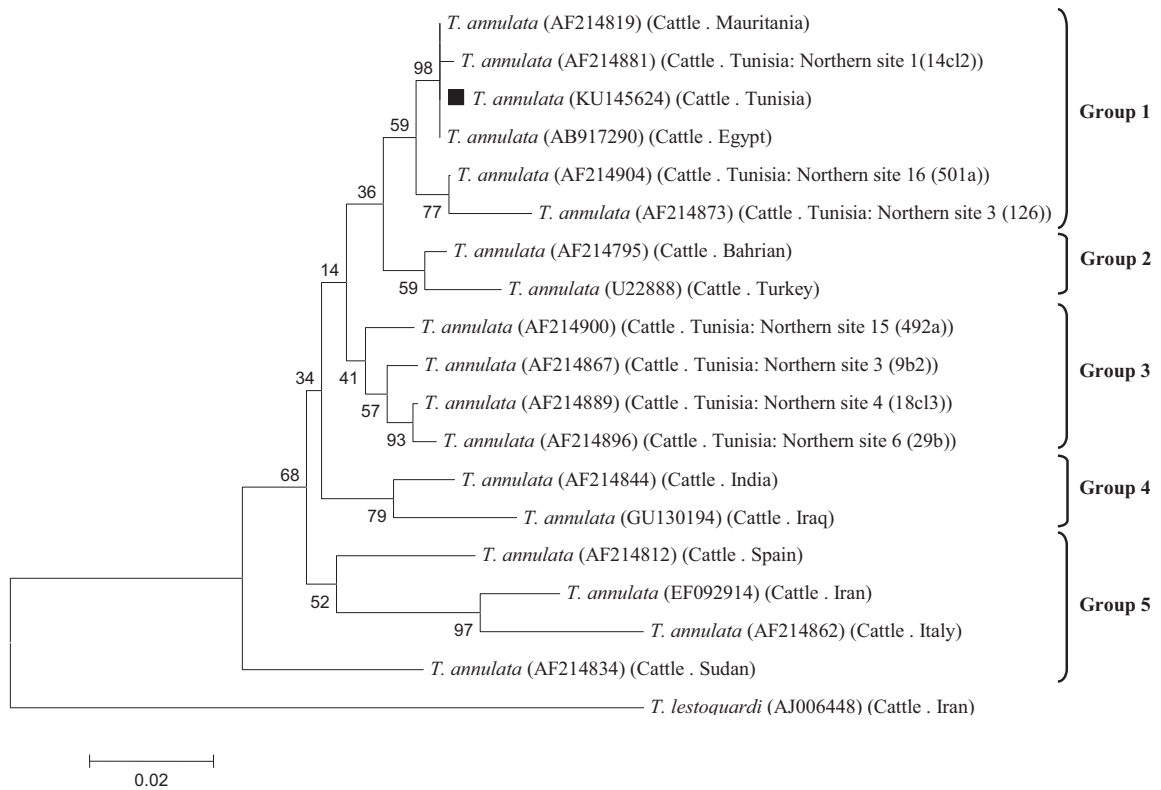 T. annulata (AF214819) (Cattle . Mauritania)
T. annulata (AF214881) (Cattle . Tunisia: Northern site 1(14cl2))
98
T. annulata (KU145624) (Cattle . Tunisia)
Group 1
59
T. annulata (AB917290) (Cattle . Egypt)
T. annulata (AF214904) (Cattle . Tunisia: Northern site 16 (501a))
36
77
T. annulata (AF214873) (Cattle . Tunisia: Northern site 3 (126))
T. annulata (AF214795) (Cattle . Bahrian)
Group 2
14
59
T. annulata (U22888) (Cattle . Turkey)
T. annulata (AF214900) (Cattle . Tunisia: Northern site 15 (492a))
T. annulata (AF214867) (Cattle . Tunisia: Northern site 3 (9b2))
Group 3
34
41
57
T. annulata (AF214889) (Cattle . Tunisia: Northern site 4 (18cl3))
93
T. annulata (AF214896) (Cattle . Tunisia: Northern site 6 (29b))
68
T. annulata (AF214844) (Cattle . India)
Group 4
79
T. annulata (GU130194) (Cattle . Iraq)
T. annulata (AF214812) (Cattle . Spain)
T. annulata (EF092914) (Cattle . Iran)
Group 5
52
97
T. annulata (AF214862) (Cattle . Italy)
T. annulata (AF214834) (Cattle . Sudan)
T. lestoquardi (AJ006448) (Cattle . Iran)
0.02